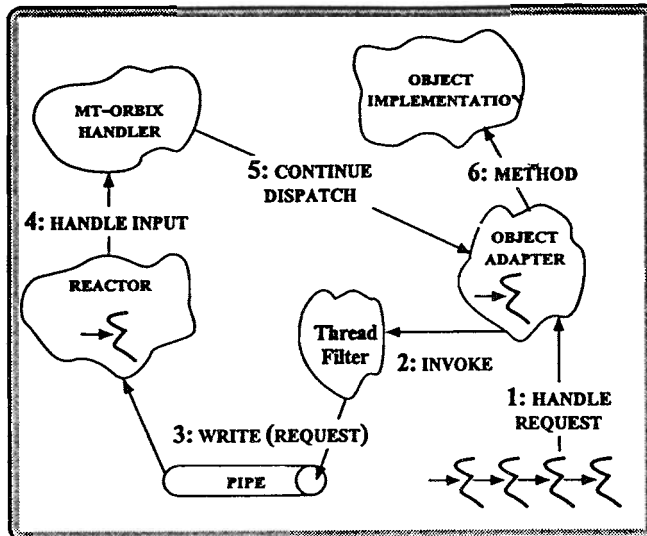 OBJECT
IMPLEMENTATION
MT-ORBIX
HANDLER
5: CONTINUE
DISPATCH
6: METHOD
4: HANDLE INPUT
OBJECT
ADAPTER
REACTOR
Thread
Filter
2: INVOKE
1: HANDLE
REQUEST
3: WRITE (REQUEST)
PIPE